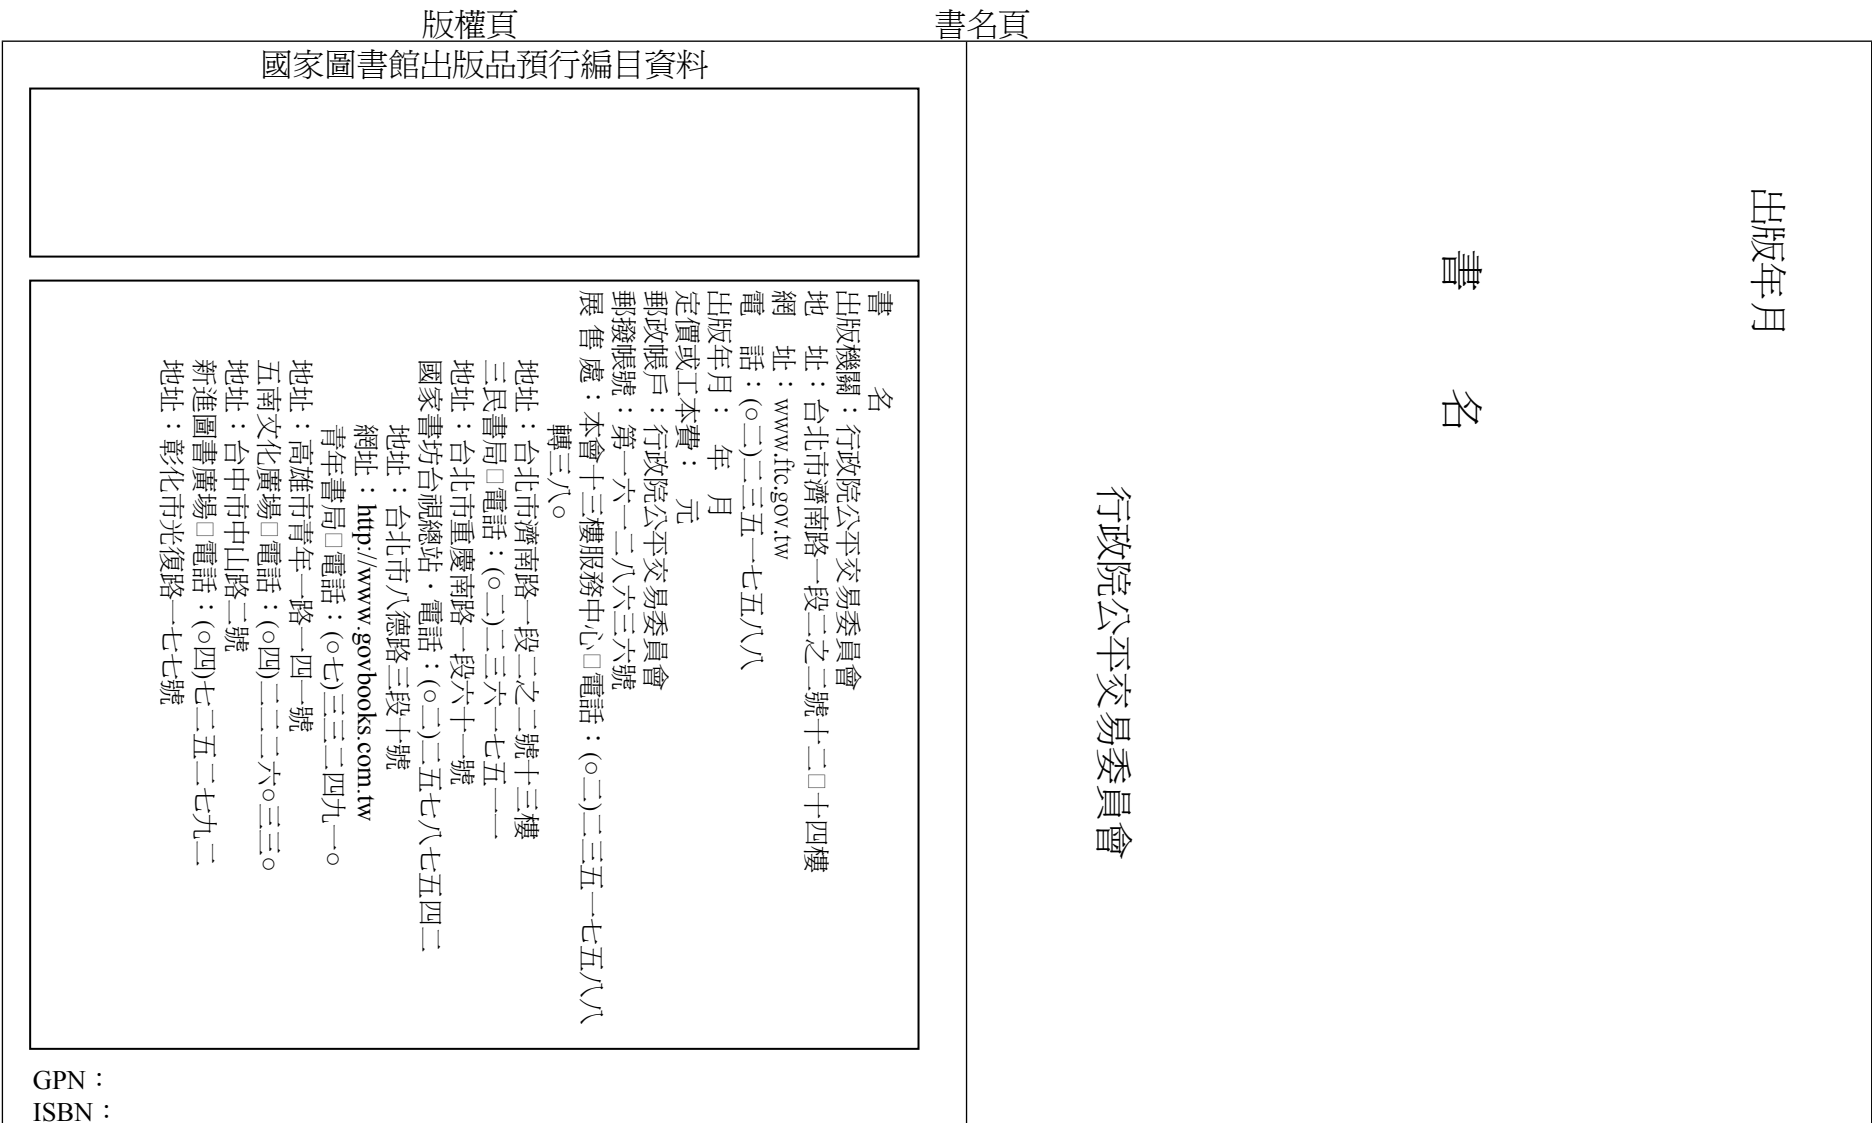 版權頁
書名頁
國家圖書館出版品預行編目資料
書　　名
出版機關：行政院公平交易委員會
地　　址：台北市濟南路一段二之二號十二□十四樓
網　　址：www.ftc.gov.tw
電　　話：(○二)二三五一七五八八
出版年月：　年　月
定價或工本費：　元
郵政帳戶：行政院公平交易委員會
郵撥帳號：第一六一二八六三六號
展 售 處：本會十三樓服務中心□電話：(○二)二三五一七五八八
轉三八○
地址：台北市濟南路一段二之二號十三樓
三民書局□電話：(○二)二三六一七五一一
地址：台北市重慶南路一段六十一號
國家書坊台視總站．電話：(○二)二五七八七五四二
地址：台北市八德路三段十號
網址：http://www.govbooks.com.tw
青年書局□電話：(○七)三三二四九一○
地址：高雄市青年一路一四一號
五南文化廣場□電話：(○四)二二二六○三三○
地址：台中市中山路二號
新進圖書廣場□電話：(○四)七二五二七九二
地址：彰化市光復路一七七號
GPN：
ISBN：
出版年月
書　　名
行政院公平交易委員會